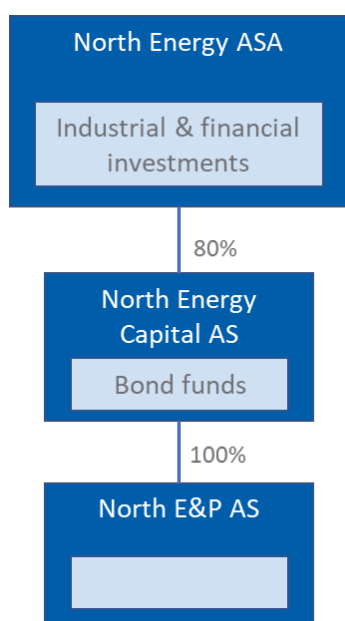 North Energy ASA
Industrial & financial
investments
80%
North Energy
Capital AS
Bond funds
100%
North E&P AS